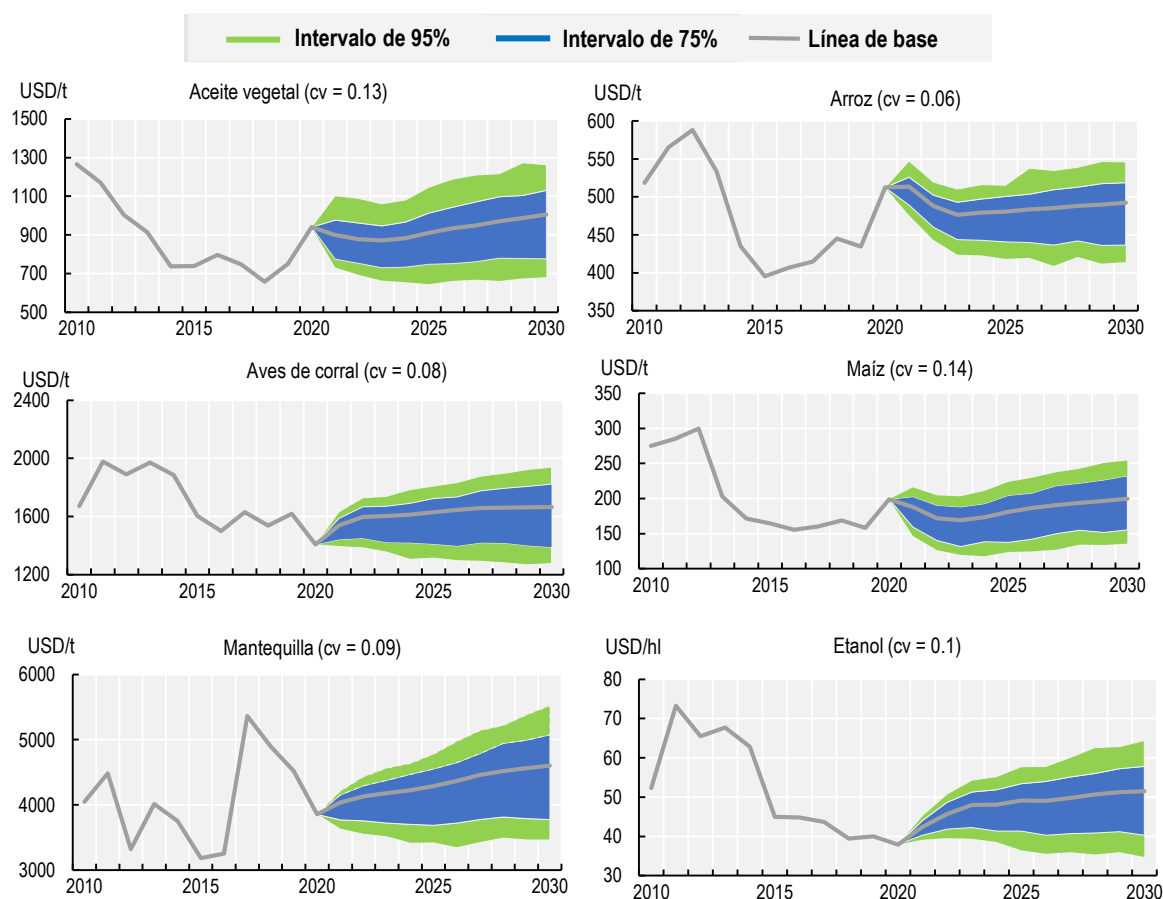 Intervalo de 95% Intervalo de 75% Línea de base
USD/t
Aceite vegetal (cv = 0.13)
1500
1300
1100
900
700
500
2010 2015 2020 2025 2030
USD/t
Arroz (cv = 0.06)
600
550
500
450
400
350
2010 2015 2020 2025 2030
USD/t
Aves de corral (cv = 0.08)
2400
2000
1600
1200
2010 2015 2020 2025 2030
USD/t
Maíz (cv = 0.14)
350
300
250
200
150
100
2010 2015 2020 2025 2030
USD/t
Mantequilla (cv = 0.09)
6000
5000
4000
3000
2010 2015 2020 2025 2030
USD/hl
Etanol (cv = 0.1)
80
70
60
50
40
30
2010 2015 2020 2025 2030